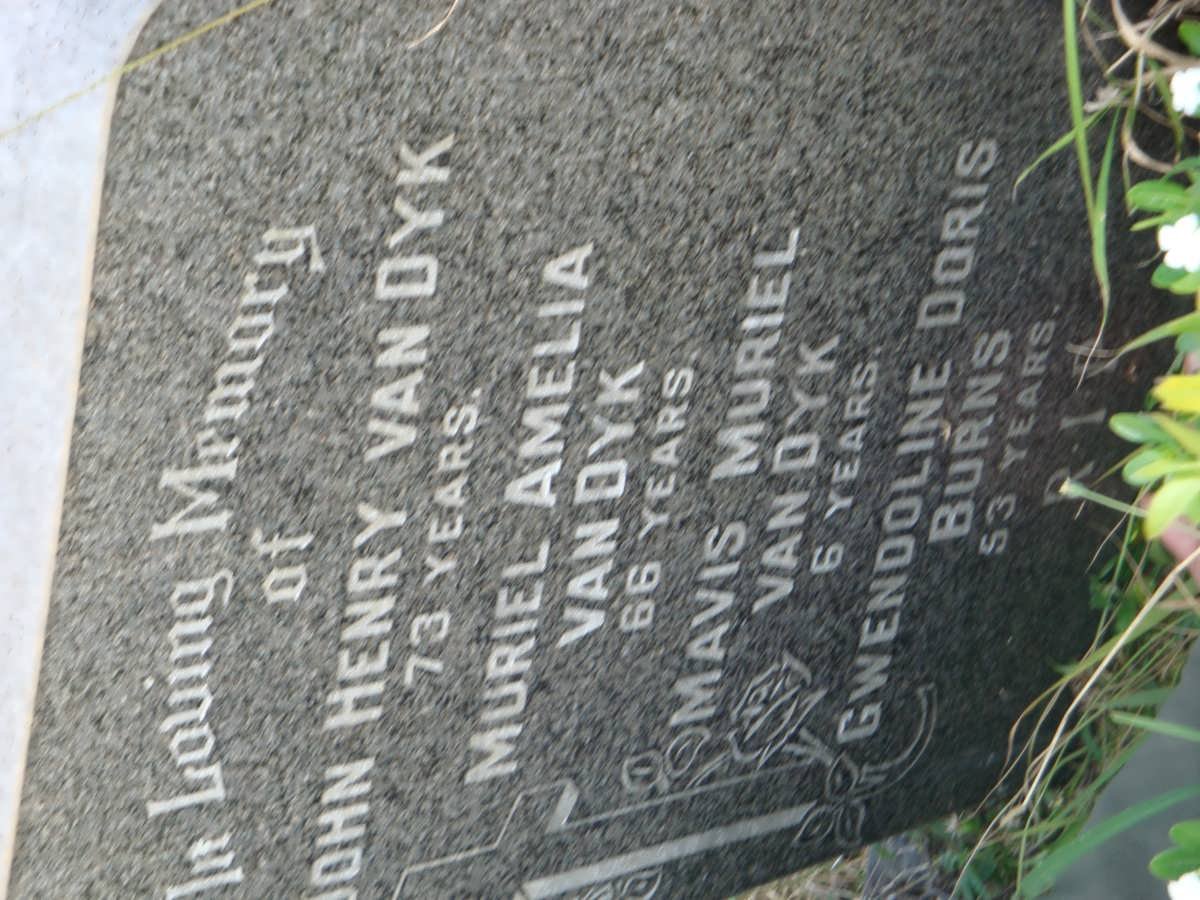 In Loving Memory
of
JOHN HENRY VAN DYK
73 YEARS.
MURIEL AMELIA
VAN DYK
66 YEARS.
MAVIS MURIEL
VAN DYK
6 YEARS.
GWENDOLINE DORIS
BURNS
53 YEARS.
R.I.P.